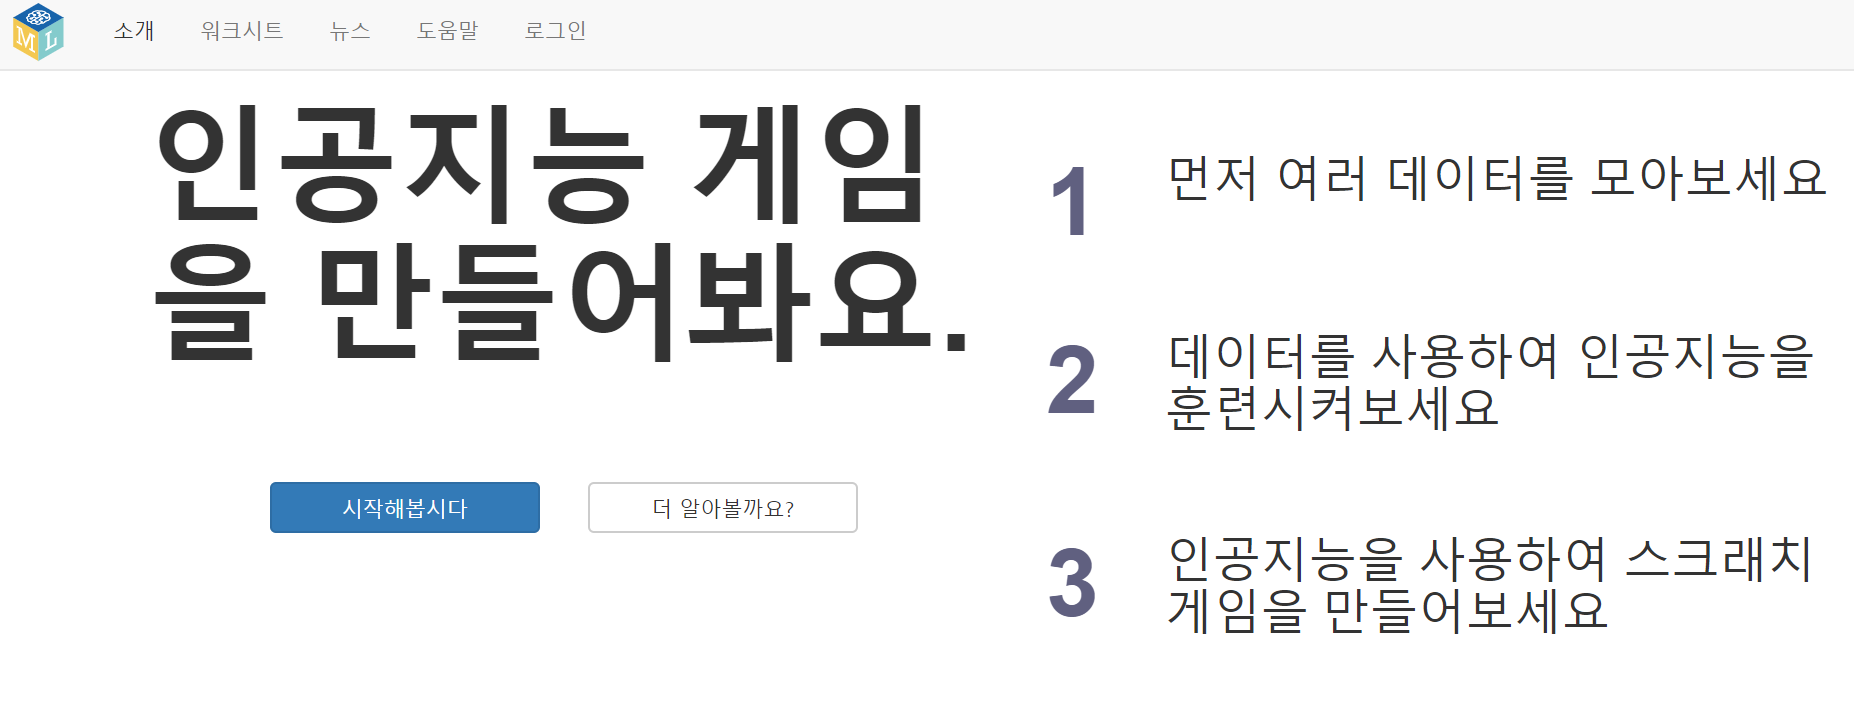 M L
소개 워크시트 뉴스 도움말 로그인
인공지능 게임
을 만들어봐요.
시작해봅시다
더 알아볼까요?
1 먼저 여러 데이터를 모아보세요
2 데이터를 사용하여 인공지능을
훈련시켜보세요
3 인공지능을 사용하여 스크래치
게임을 만들어보세요